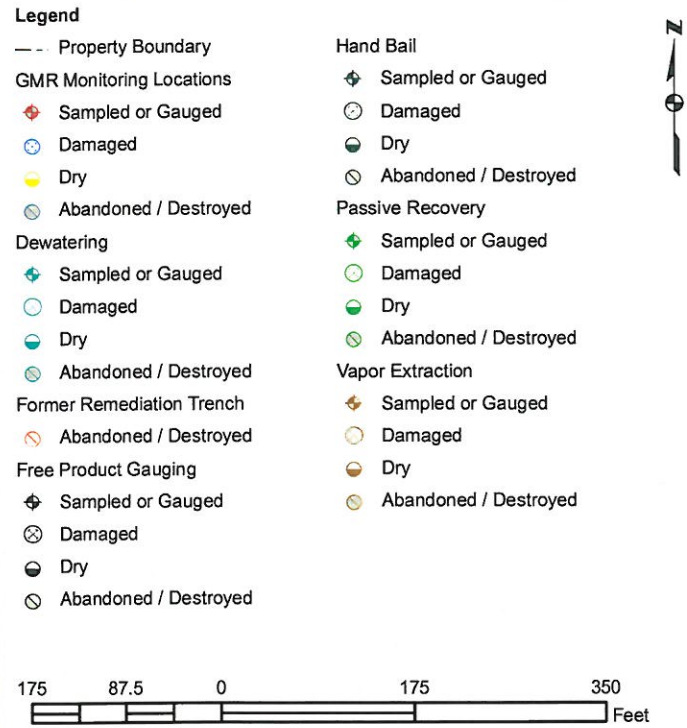 Legend
Property Boundary
GMR Monitoring Locations
Sampled or Gauged
Damaged
Dry
Abandoned / Destroyed
Dewatering
Sampled or Gauged
Damaged
Dry
Abandoned / Destroyed
Former Remediation Trench
Abandoned / Destroyed
Free Product Gauging
Sampled or Gauged
Damaged
Dry
Abandoned / Destroyed
Hand Bail
Sampled or Gauged
Damaged
Dry
Abandoned / Destroyed
Passive Recovery
Sampled or Gauged
Damaged
Dry
Abandoned / Destroyed
Vapor Extraction
Sampled or Gauged
Damaged
Dry
Abandoned / Destroyed
N
175 87.5 0 175 350
Feet